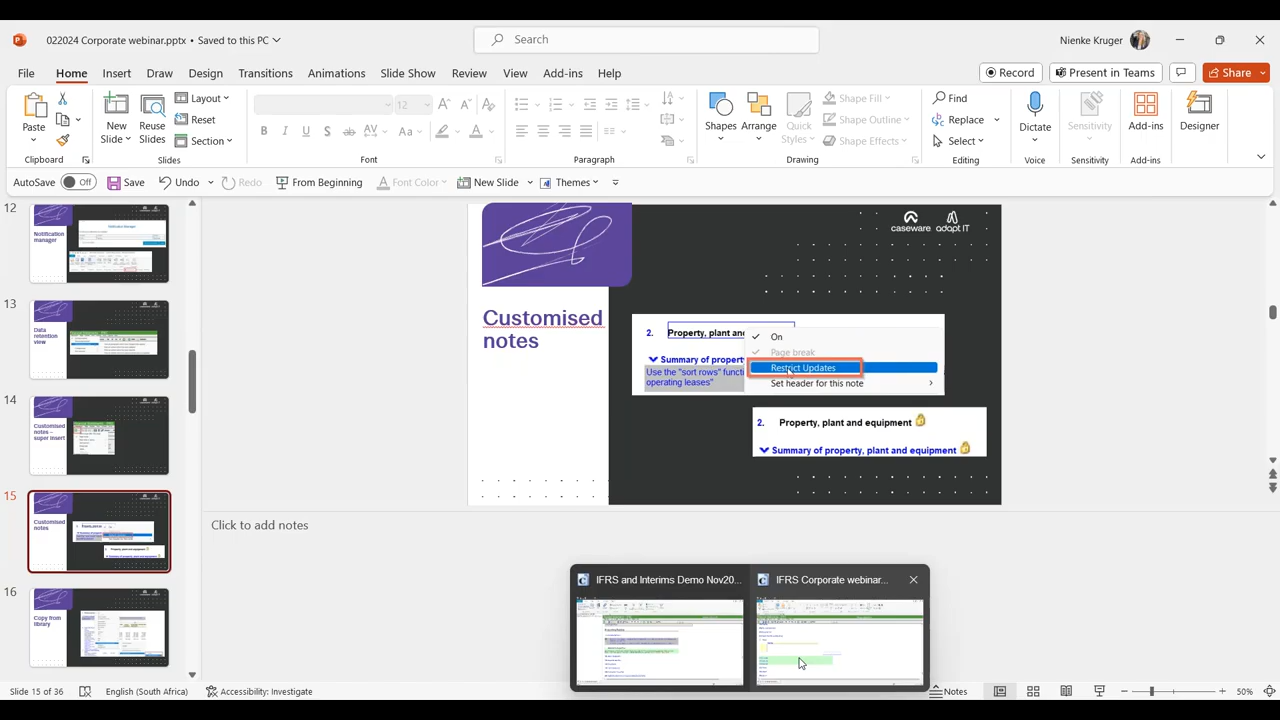 022024 Corporate webinar.pptx • Saved to this PC
Search
Nienke Kruger
File Home Insert Draw Design Transitions Animations Slide Show Review View Add-ins Help
Record Present in Teams Share
Paste
New Slide
Reuse Slides
Layout
Reset
Section
12
Shapes
Arrange
Quick Styles
Shape Fill
Shape Outline
Shape Effects
Find
Replace
Select
Dictate
Sensitivity
Add-ins
Designer
Clipboard Slides Font Paragraph Drawing Editing Voice Sensitivity Add-ins
AutoSave Off Save Undo Redo From Beginning Font Color New Slide Themes
12
Notification manager
Notification Manager
13
Data retention view
14
Customised notes – super insert
15
Customised notes
16
Copy from library
caseware adapt IT
Customised notes
2. Property, plant and
Summary of propert
Use the "sort rows" functi
operating leases"
On
Page break
Restrict Updates
Set header for this note
2. Property, plant and equipment
Summary of property, plant and equipment
Click to add notes
IFRS and Interims Demo Nov20...
IFRS Corporate webinar...
Slide 15 of 36 English (South Africa) Accessibility: Investigate Notes 50%